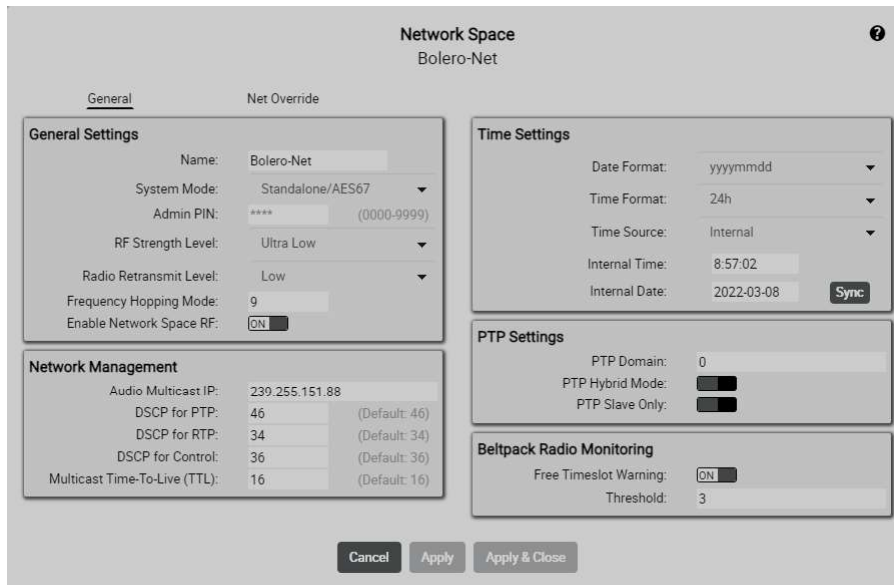 Network Space
Bolero-Net
General Net Override
General Settings
Name: Bolero-Net
System Mode: Standalone/AES67
Admin PIN: **** (0000-9999)
RF Strength Level: Ultra Low
Radio Retransmit Level: Low
Frequency Hopping Mode: 9
Enable Network Space RF: ON
Network Management
Audio Multicast IP: 239.255.151.88
DSCP for PTP: 46 (Default: 46)
DSCP for RTP: 34 (Default: 34)
DSCP for Control: 36 (Default: 36)
Multicast Time-To-Live (TTL): 16 (Default: 16)
Time Settings
Date Format: yyyymmdd
Time Format: 24h
Time Source: Internal
Internal Time: 8:57:02
Internal Date: 2022-03-08 Sync
PTP Settings
PTP Domain: 0
PTP Hybrid Mode:
PTP Slave Only:
Beltpack Radio Monitoring
Free Timeslot Warning: ON
Threshold: 3
Cancel Apply Apply & Close